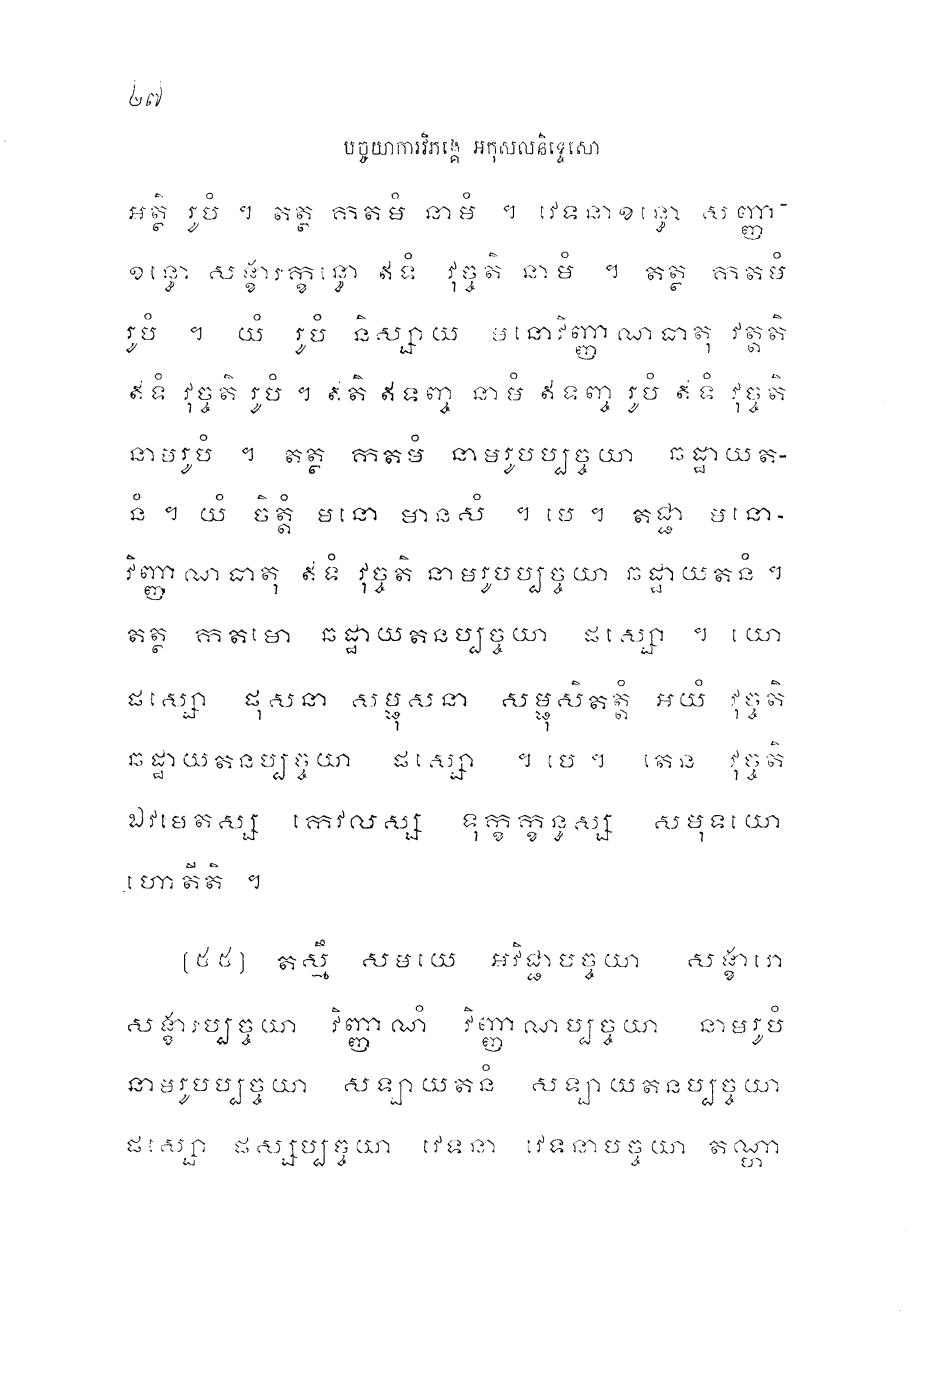 ២៧
បច្ចយាការវិភង្គេ អកុសលនិទ្ទេសោ
អត្ថិ រូបំ ។ តត្ថ កាតមំ នាមំ ។ វេទនាខន្ធោ សញ្ញា-
ខន្ធោ សង្ខារក្ខន្ធោ ឥទំ វុច្ចតិ នាមំ ។ តត្ថ កាតមំ
រូបំ ។ យំ រូបំ និស្សាយ មនោវិញ្ញាណធាតុ វត្តតិ
ឥទំ វុច្ចតិ រូបំ ។ ឥតិ ឥទញ្ច នាមំ ឥទញ្ច រូបំ ឥទំ វុច្ចតិ
នាមរូបំ ។ តត្ថ កាតមំ នាមរូបប្បច្ចយា ឆដ្ឋាយត-
នំ ។ យំ ចិត្តំ មនោ មានសំ ។ បេ ។ តជ្ជា មនោ-
វិញ្ញាណធាតុ ឥទំ វុច្ចតិ នាមរូបប្បច្ចយា ឆដ្ឋាយតនំ ។
តត្ថ កាតមោ ឆដ្ឋាយតនប្បច្ចយា ផស្សោ ។ យោ
ផស្សោ ផុសនា សម្ផុសនា សម្ផុសិតត្តំ អយំ វុច្ចតិ
ឆដ្ឋាយតនប្បច្ចយា ផស្សោ ។ បេ ។ តេន វុច្ចតិ
ឯវមេតស្ស កេវលស្ស ទុក្ខក្ខន្ធស្ស សមុទយោ
ហោតីតិ ។
(៥៥) តស្មឹ សមយេ អវិជ្ជាបច្ចយា សង្ខារោ
សង្ខារប្បច្ចយា វិញ្ញាណំ វិញ្ញាណប្បច្ចយា នាមរូបំ
នាមរូបប្បច្ចយា សឡាយតនំ សឡាយតនប្បច្ចយា
ផស្សោ ផស្សប្បច្ចយា វេទនា វេទនាបច្ចយា តណ្ហា